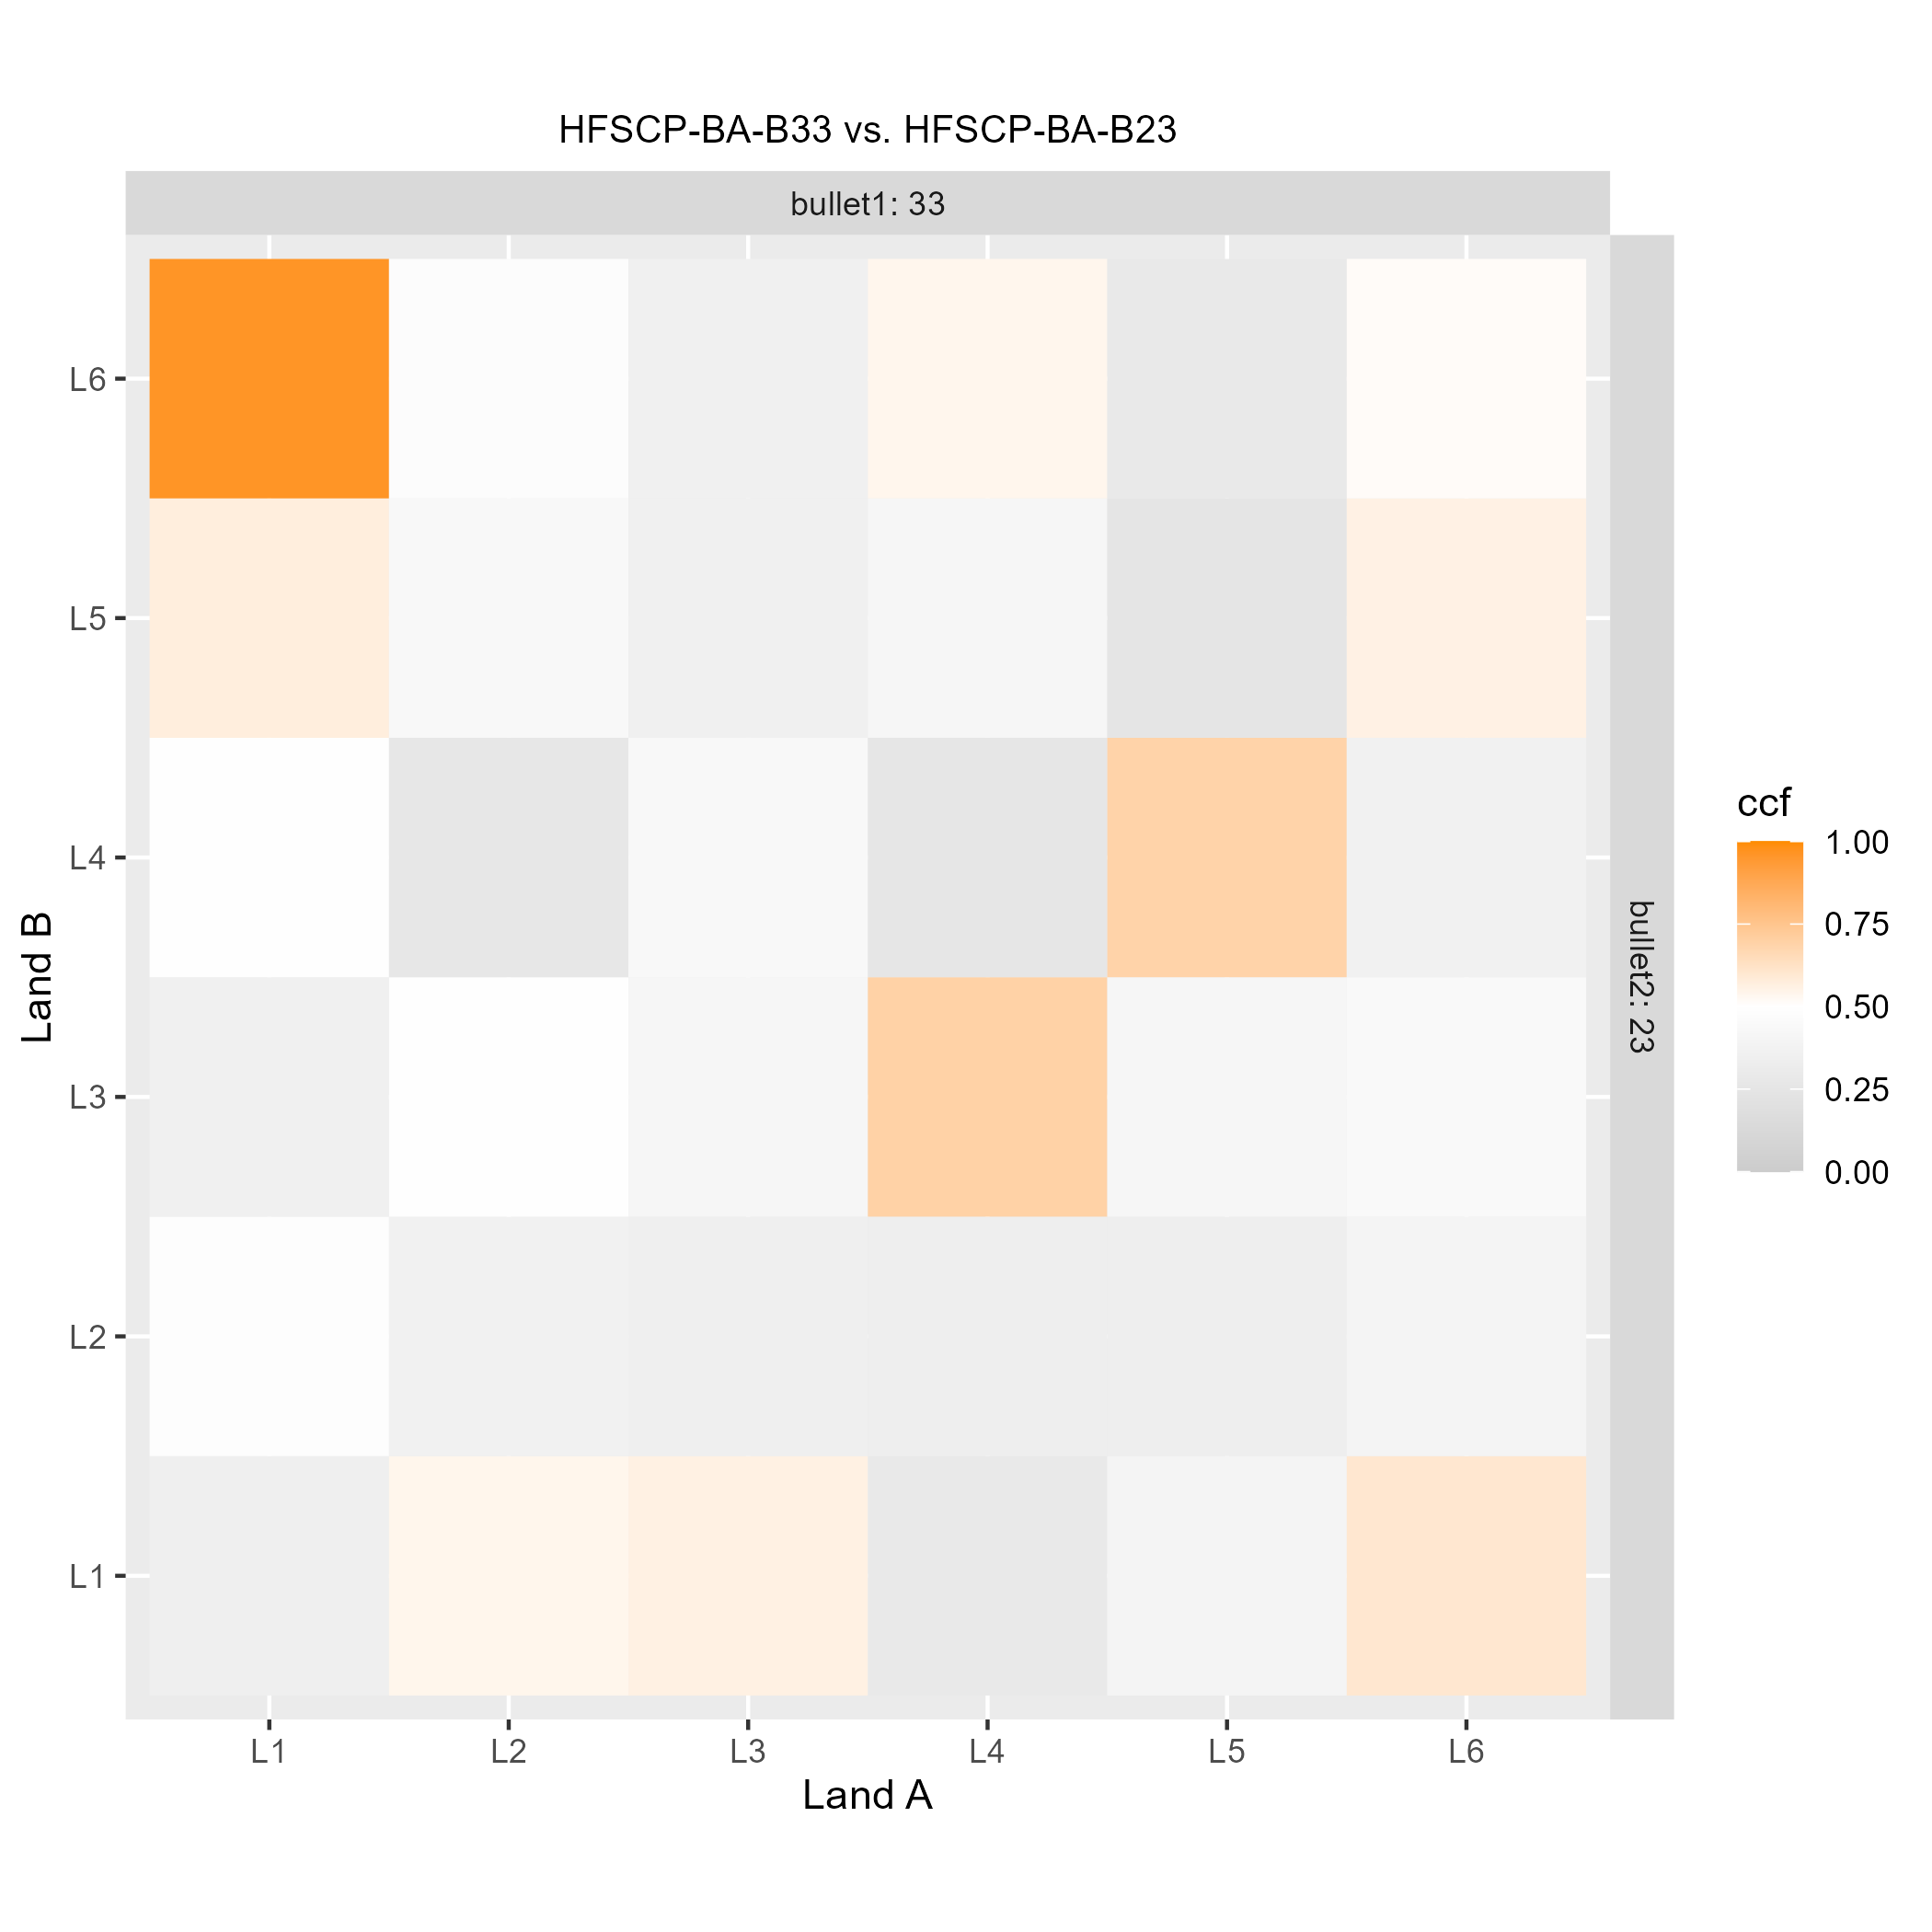 HFSCP-BA-B33 vs. HFSCP-BA-B23
bullet1: 33
bullet2: 23
Land B
L6
L5
L4
L3
L2
L1
L1 L2 L3 L4 L5 L6
Land A
ccf
1.00
0.75
0.50
0.25
0.00